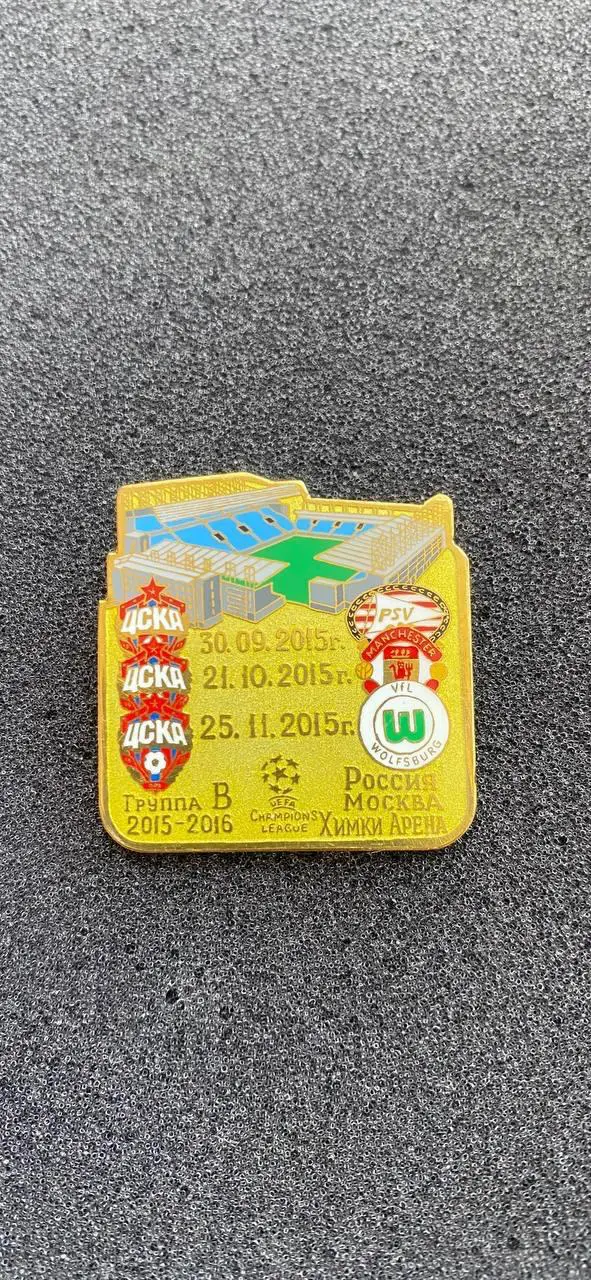 ЦСКА
30.09.2015г.
PSV
MANCHESTER
ЦСКА
21.10.2015г.
VfL
WOLFSBURG
ЦСКА
25.11.2015г.
W
ГРУППА В
2015-2016
UEFA
CHAMPIONS
LEAGUE
РОССИЯ
МОСКВА
ХИМКИ АРЕНА